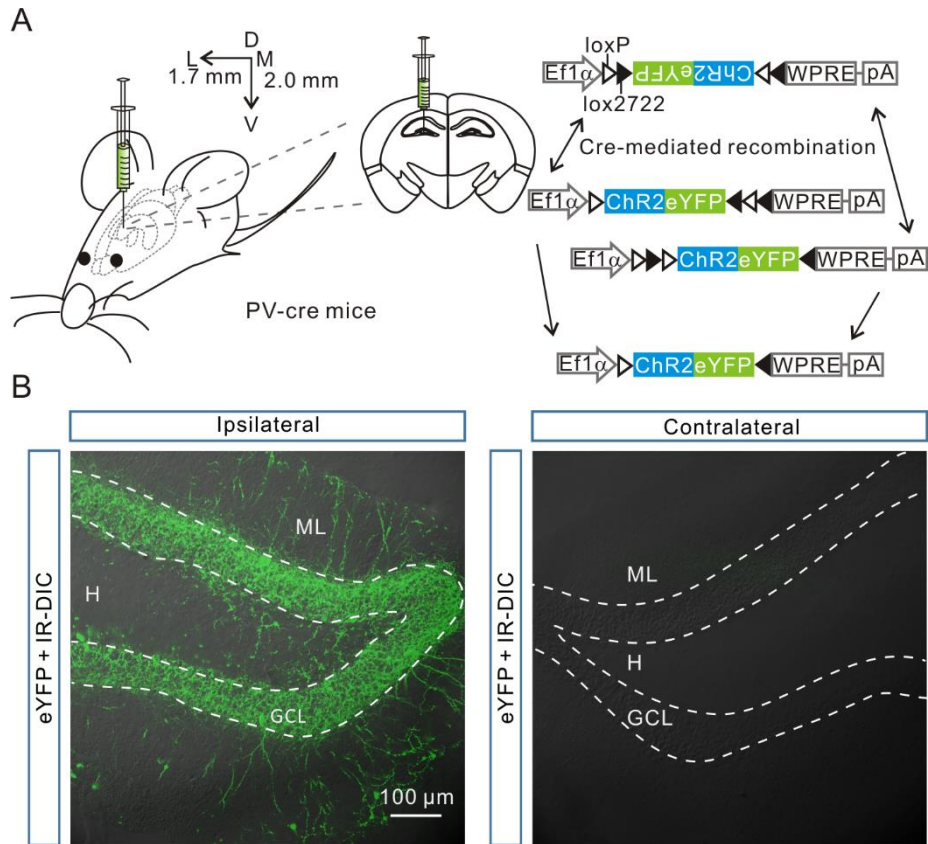 A
D
L M
1.7 mm 2.0 mm
V
PV-cre mice
loxP
Ef1α eYFP ChR2 WPRE pA
lox2722
Cre-mediated recombination
Ef1α ChR2 eYFP WPRE pA
Ef1α ChR2 eYFP WPRE pA
Ef1α ChR2 eYFP WPRE pA
B
Ipsilateral
eYFP + IR-DIC
ML
H
GCL
100 µm
Contralateral
eYFP + IR-DIC
ML
H
GCL